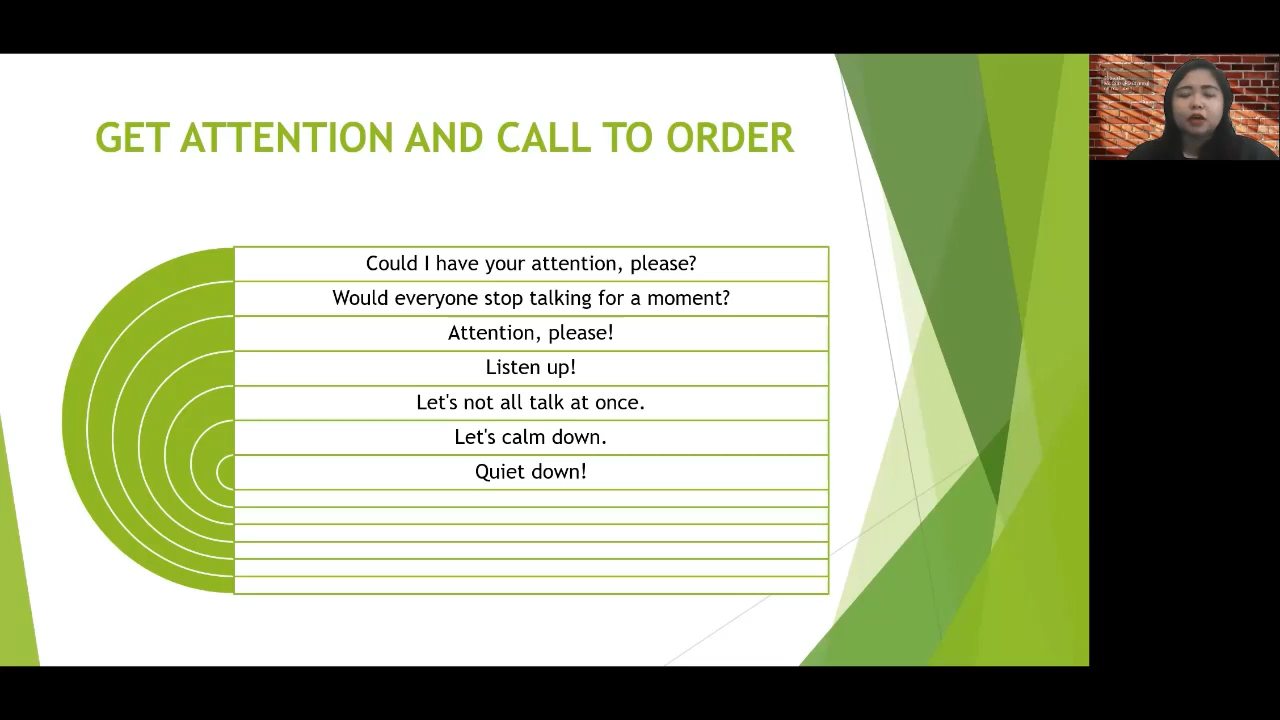 GET ATTENTION AND CALL TO ORDER
Could I have your attention, please?
Would everyone stop talking for a moment?
Attention, please!
Listen up!
Let's not all talk at once.
Let's calm down.
Quiet down!